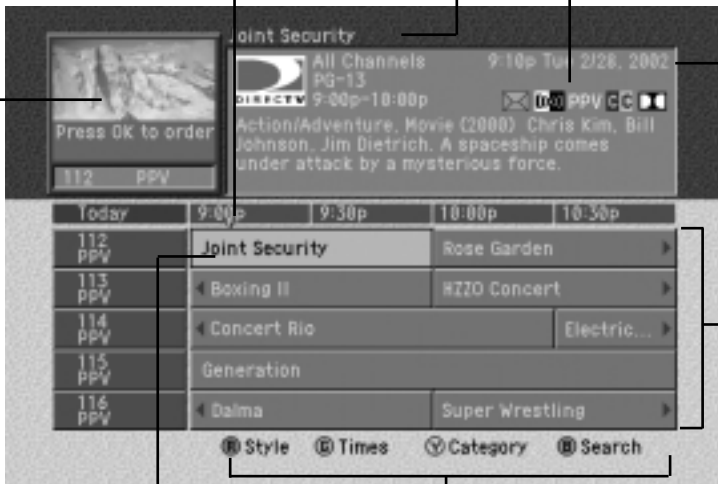 Joint Security
All Channels 9:10p Tue 2/28, 2002
PG-13
DIRECTV 9:00p-10:00p PPV CC
Press OK to order
Action/Adventure, Movie (2000) Chris Kim, Bill
Johnson, Jim Dietrich. A spaceship comes
under attack by a mysterious force.
112 PPV
Today 9:00p 9:30p 10:00p 10:30p
112 PPV Joint Security Rose Garden
113 PPV Boxing II HZZO Concert
114 PPV Concert Rio Electric...
115 PPV Generation
116 PPV Dalma Super Wrestling
R Style G Times Y Category B Search